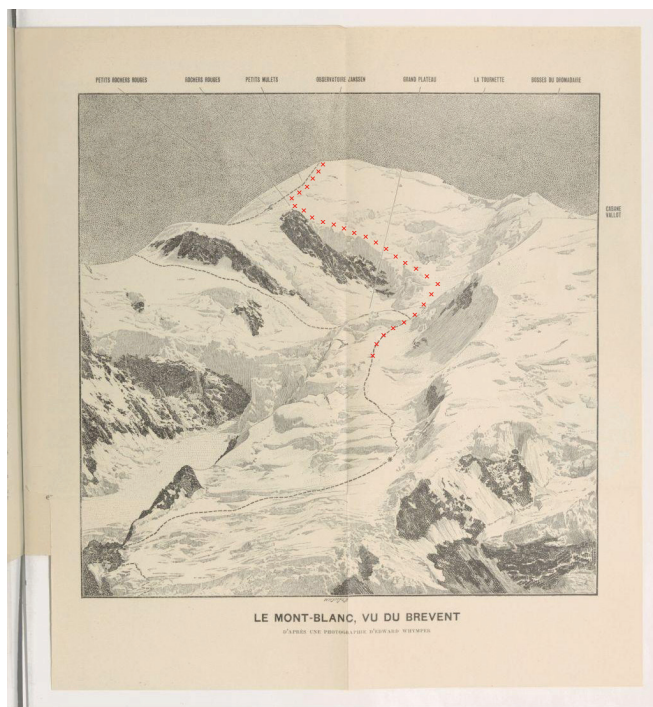 PETITS ROCHERS ROUGES ROCHERS ROUGES PETITS MULETS OBSERVATOIRE JANSSEN GRAND PLATEAU LA TOURNETTE BOSSES DU DROMADAIRE
CABANE
VALLOT
LE MONT-BLANC, VU DU BREVENT
D'APRÈS UNE PHOTOGRAPHIE D'EDWARD WHYMPER